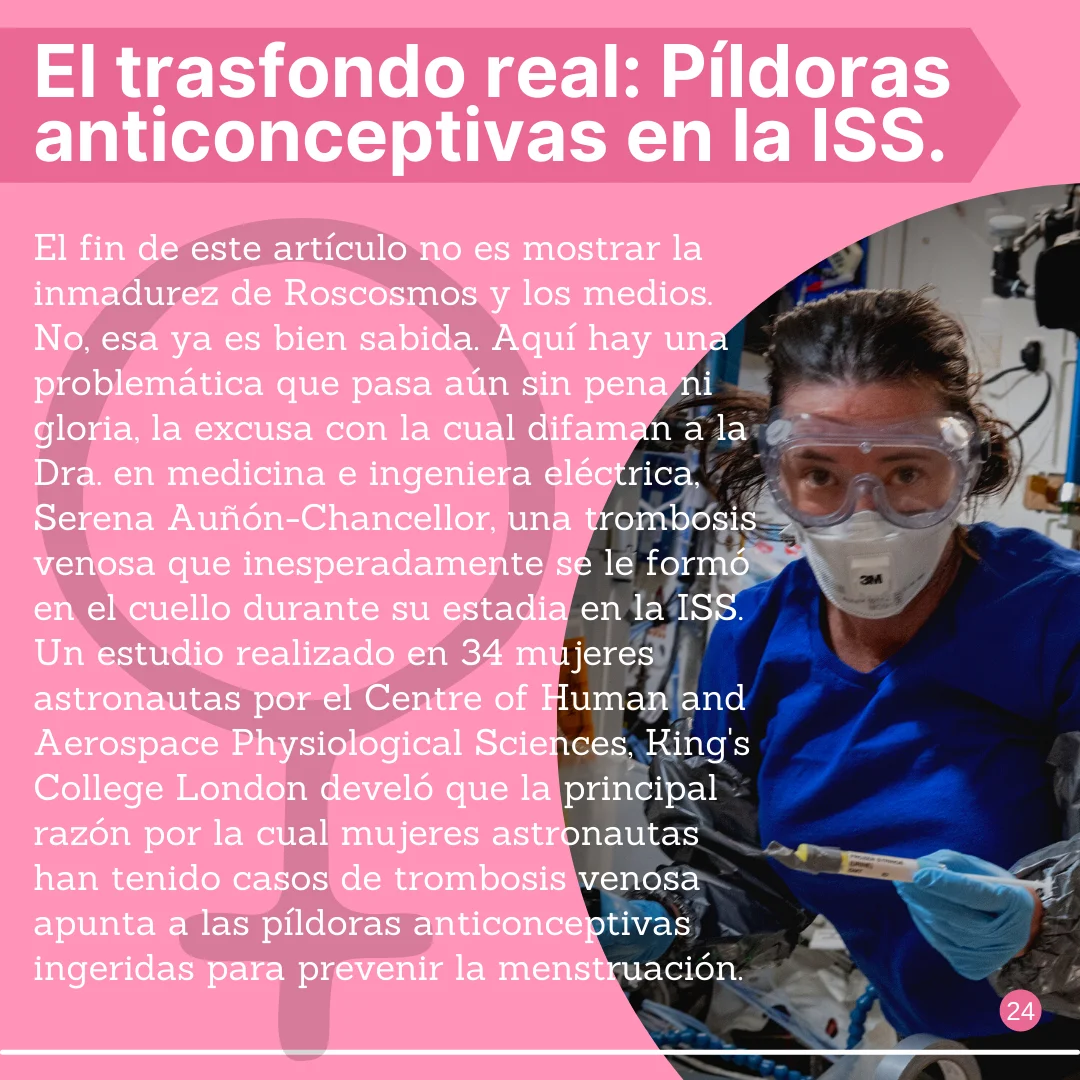 El trasfondo real: Píldoras
anticonceptivas en la ISS.
El fin de este artículo no es mostrar la
inmadurez de Roscosmos y los medios.
No, esa ya es bien sabida. Aquí hay una
problemática que pasa aún sin pena ni
gloria, la excusa con la cual difaman a la
Dra. en medicina e ingeniera eléctrica,
Serena Auñón-Chancellor, una trombosis
venosa que inesperadamente se le formó
en el cuello durante su estadia en la ISS.
Un estudio realizado en 34 mujeres
astronautas por el Centre of Human and
Aerospace Physiological Sciences, King's
College London develó que la principal
razón por la cual mujeres astronautas
han tenido casos de trombosis venosa
apunta a las píldoras anticonceptivas
ingeridas para prevenir la menstruación.
3M
24